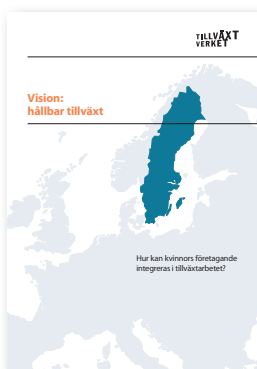 TILLVÄXT
VERKET
Vision:
hållbar tillväxt
Hur kan kvinnors företagande
integreras i tillväxtarbetet?